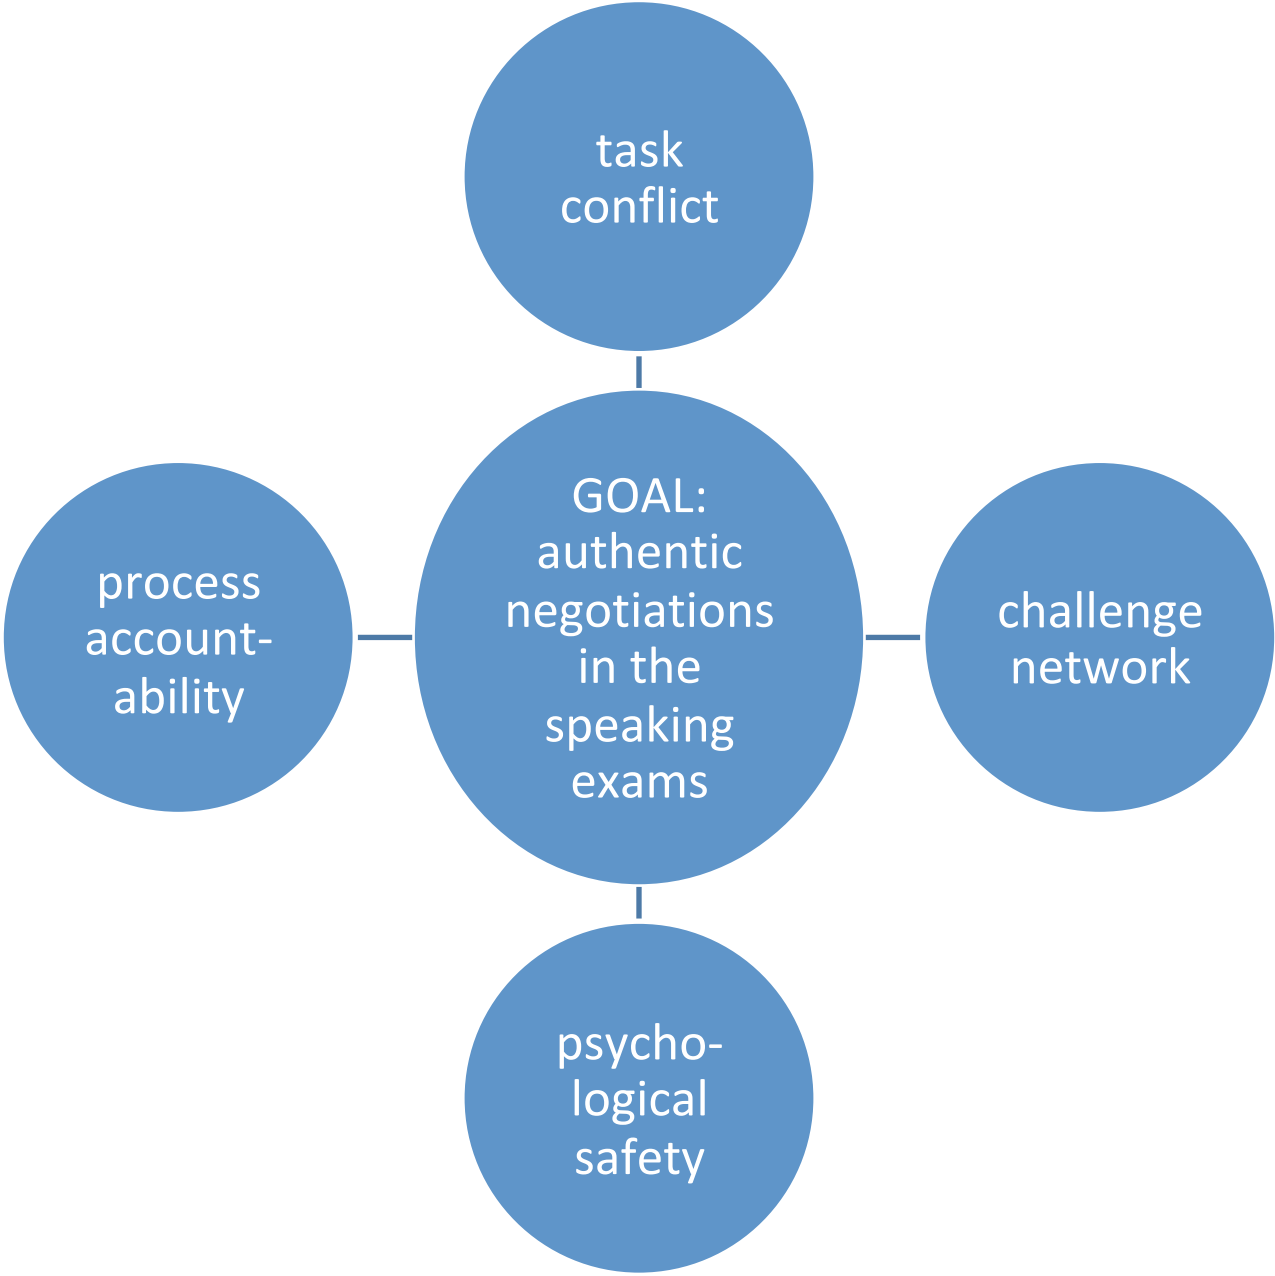 task
conflict
GOAL:
authentic
negotiations
in the
speaking
exams
process
account-
ability
challenge
network
psycho-
logical
safety